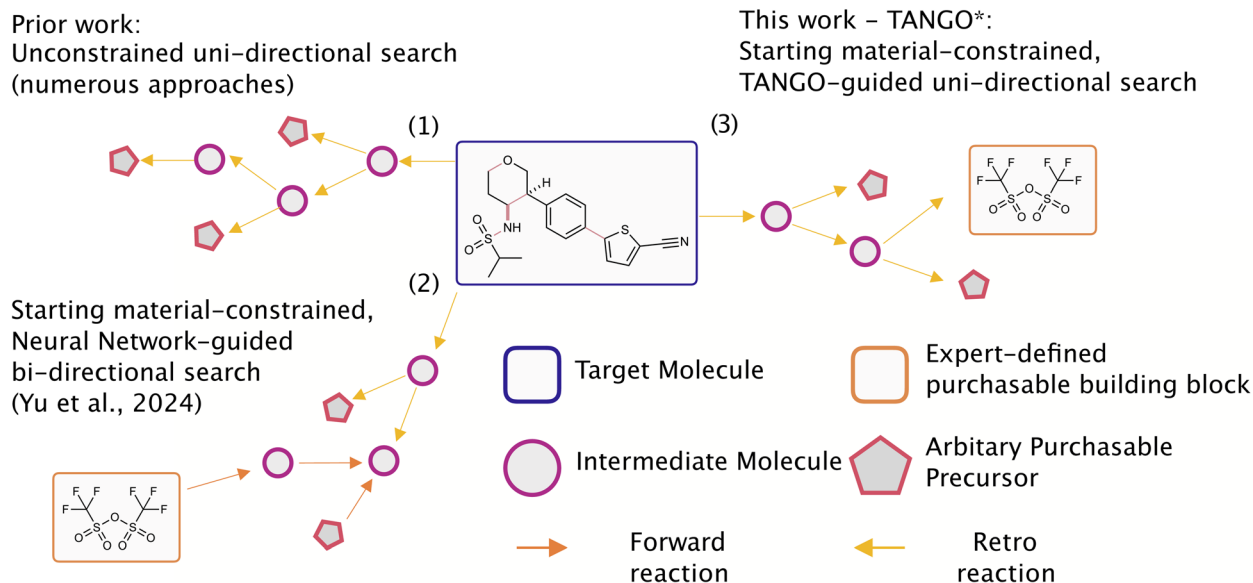 Prior work:
Unconstrained uni-directional search
(numerous approaches)
This work - TANGO*:
Starting material-constrained,
TANGO-guided uni-directional search
(1)
(3)
O
H
O
S
O
NH
S
N
F
F
F
F
F
F
O
S
S
O
O
O
O
(2)
Starting material-constrained,
Neural Network-guided
bi-directional search
(Yu et al., 2024)
F
F
F
F
F
F
O
S
S
O
O
O
O
Target Molecule
Expert-defined
purchasable building block
Intermediate Molecule
Arbitary Purchasable
Precursor
Forward
reaction
Retro
reaction